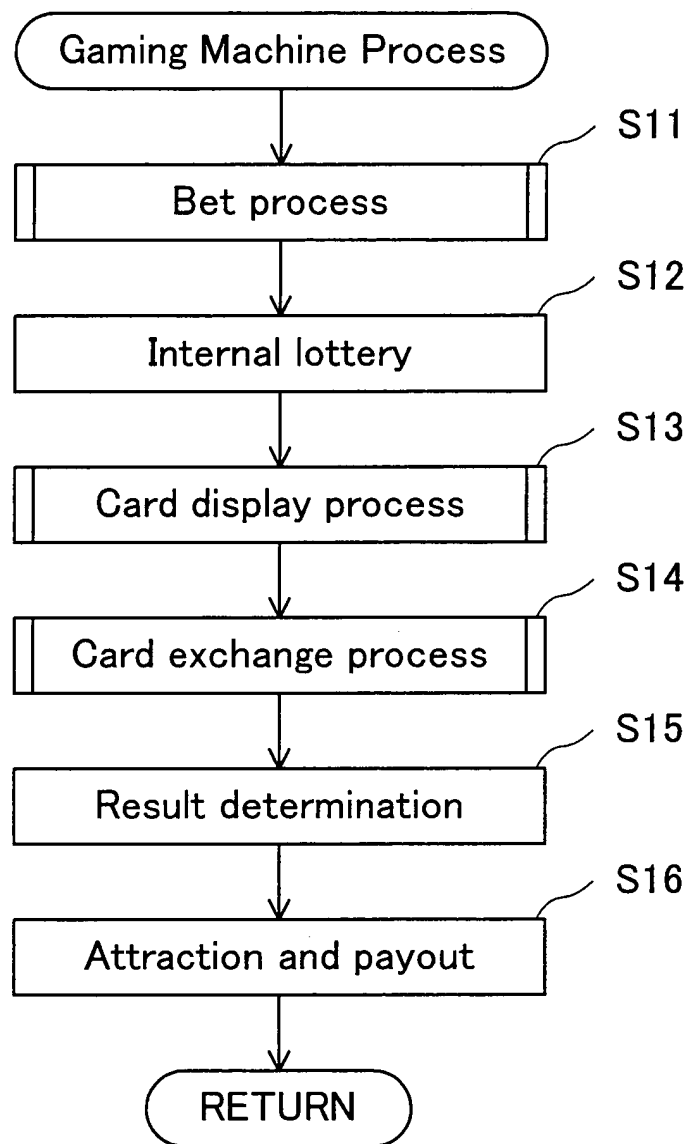 Gaming Machine Process
S11
Bet process
S12
Internal lottery
S13
Card display process
S14
Card exchange process
S15
Result determination
S16
Attraction and payout
RETURN